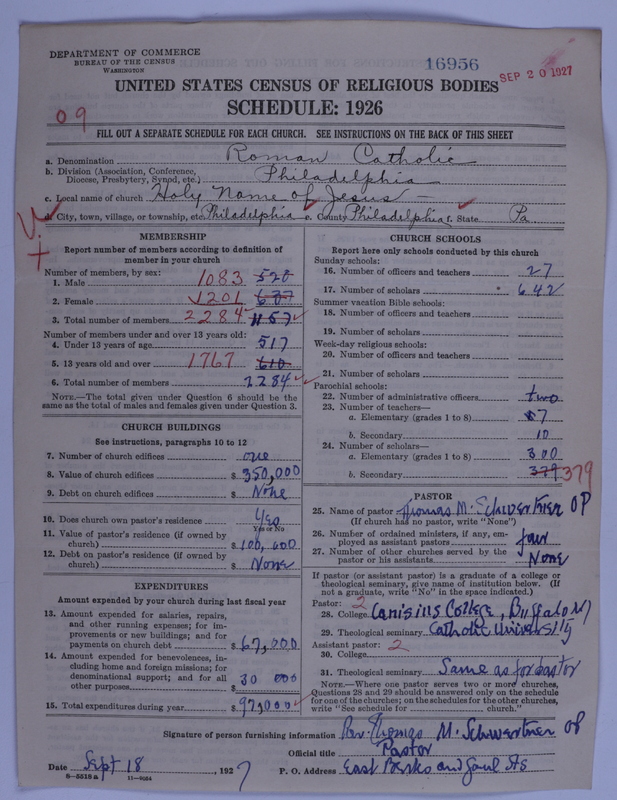 DEPARTMENT OF COMMERCE
BUREAU OF THE CENSUS
WASHINGTON
16956
SEP 20 1927
UNITED STATES CENSUS OF RELIGIOUS BODIES
SCHEDULE: 1926
09
FILL OUT A SEPARATE SCHEDULE FOR EACH CHURCH. SEE INSTRUCTIONS ON THE BACK OF THIS SHEET
a. Denomination Roman Catholic
b. Division (Association, Conference, Diocese, Presbytery, Synod, etc.) Philadelphia
c. Local name of church Holy Name of Jesus
d. City, town, village, or township, etc. Philadelphia e. County Philadelphia f. State Pa
MEMBERSHIP
Report number of members according to definition of
member in your church
Number of members, by sex:
1. Male 1083 520
2. Female 1201 637
3. Total number of members 2284 1157
Number of members under and over 13 years old:
4. Under 13 years of age 517
5. 13 years old and over 1767 610
6. Total number of members 2284
NOTE.—The total given under Question 6 should be the
same as the total of males and females given under Question 3.
CHURCH BUILDINGS
See instructions, paragraphs 10 to 12
7. Number of church edifices one
8. Value of church edifices $350,000
9. Debt on church edifices $ None
10. Does church own pastor's residence Yes
Yes or No
11. Value of pastor's residence (if owned by
church) $100,000
12. Debt on pastor's residence (if owned by
church) $ None
EXPENDITURES
Amount expended by your church during last fiscal year
13. Amount expended for salaries, repairs,
and other running expenses; for im-
provements or new buildings; and for
payments on church debt $67,000
14. Amount expended for benevolences, in-
cluding home and foreign missions; for
denominational support; and for all
other purposes $30 000
15. Total expenditures during year $97,000
CHURCH SCHOOLS
Report here only schools conducted by this church
Sunday schools:
16. Number of officers and teachers 27
17. Number of scholars 642
Summer vacation Bible schools:
18. Number of officers and teachers
19. Number of scholars
Week-day religious schools:
20. Number of officers and teachers
21. Number of scholars
Parochial schools:
22. Number of administrative officers two
23. Number of teachers—
a. Elementary (grades 1 to 8) 7
b. Secondary 10
24. Number of scholars—
a. Elementary (grades 1 to 8) 300
b. Secondary 379 379
PASTOR
25. Name of pastor Thomas M. Schwertner OP
(If church has no pastor, write "None")
26. Number of ordained ministers, if any, em-
ployed as assistant pastors four
27. Number of other churches served by the
pastor or his assistants None
If pastor (or assistant pastor) is a graduate of a college or
theological seminary, give name of institution below. (If
not a graduate, write "No" in the space indicated.)
Pastor: 2
28. College Canisius College, Buffalo NY
29. Theological seminary Catholic University
Assistant pastor: 2
30. College
31. Theological seminary Same as for pastor
NOTE.—Where one pastor serves two or more churches,
Questions 28 and 29 should be answered only on the schedule
for one of the churches; on the schedules for the other churches,
write "See schedule for church."
Signature of person furnishing information Rev. Thomas M. Schwertner OP
Official title Pastor
Date Sept 18, 1927 P. O. Address East Berks and Gaul Sts
8—5518a 11—9064